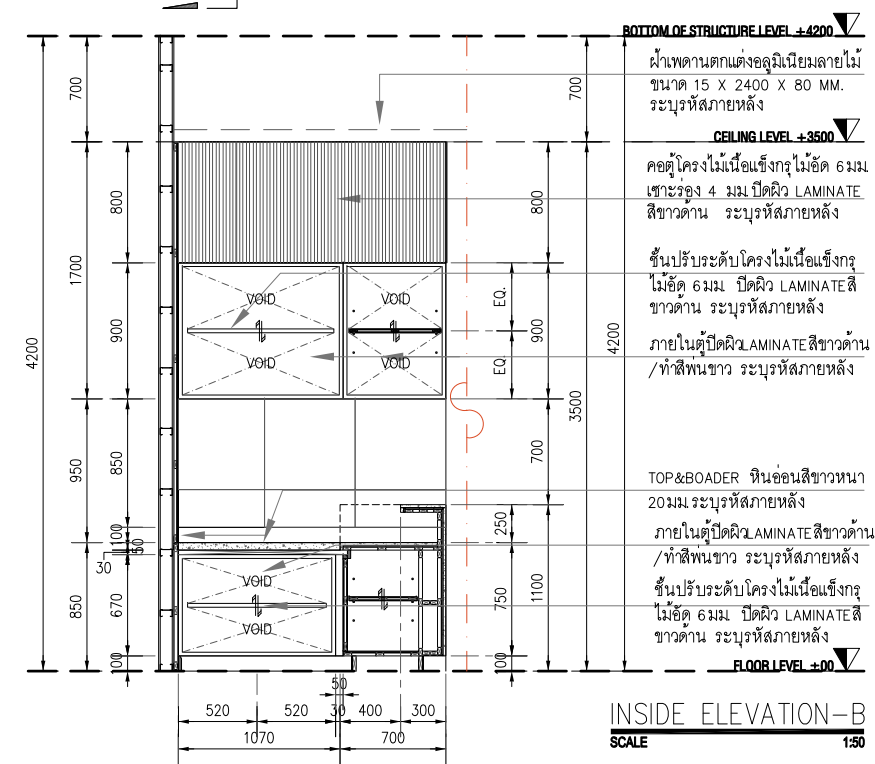 BOTTOM OF STRUCTURE LEVEL +4200
ฝ้าเพดานตกแต่งอลูมิเนียมลายไม้
ขนาด 15 X 2400 X 80 MM.
ระบุรหัสภายหลัง
CEILING LEVEL +3500
คอตู้โครงไม้เนื้อแข็งกรุไม้อัด 6มม.
เซาะร่อง 4 มม.ปิดผิว LAMINATE
สีขาวด้าน ระบุรหัสภายหลัง
ชั้นปรับระดับโครงไม้เนื้อแข็งกรุ
ไม้อัด 6มม. ปิดผิว LAMINATEสี
ขาวด้าน ระบุรหัสภายหลัง
ภายในตู้ปิดผิวLAMINATEสีขาวด้าน
/ทำสีพ่นขาว ระบุรหัสภายหลัง
TOP&BOADER หินอ่อนสีขาวหนา
20มม.ระบุรหัสภายหลัง
ภายในตู้ปิดผิวLAMINATEสีขาวด้าน
/ทำสีพ่นขาว ระบุรหัสภายหลัง
ชั้นปรับระดับโครงไม้เนื้อแข็งกรุ
ไม้อัด 6มม. ปิดผิว LAMINATEสี
ขาวด้าน ระบุรหัสภายหลัง
FLOOR LEVEL +00
4200
700
1700
950
850
800
900
850
100
50
30
670
VOID
VOID
VOID
VOID
VOID
VOID
EQ.
EQ
250
750
800
900
700
1100
700
3500
4200
50
520
520
30
400
300
1070
700
INSIDE ELEVATION-B
SCALE
1:50